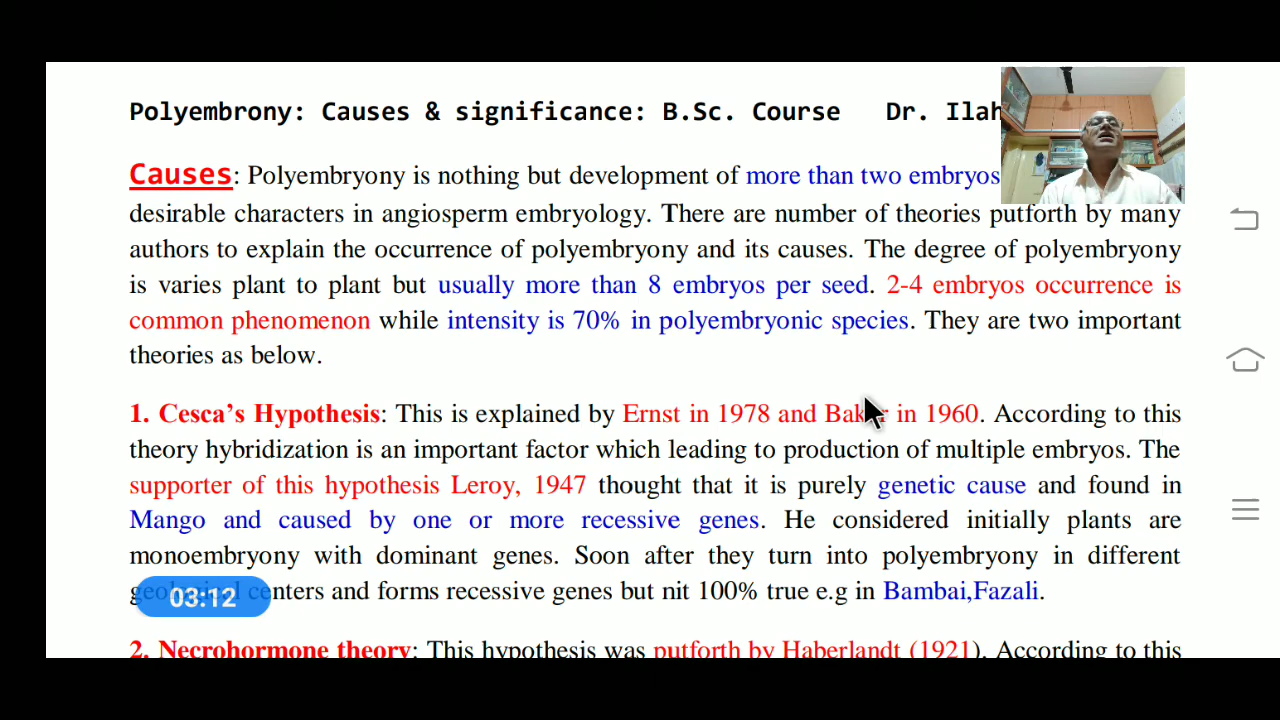 Polyembrony: Causes & significance: B.Sc. Course Dr. Ilah
Causes: Polyembryony is nothing but development of more than two embryos
desirable characters in angiosperm embryology. There are number of theories putforth by many
authors to explain the occurrence of polyembryony and its causes. The degree of polyembryony
is varies plant to plant but usually more than 8 embryos per seed. 2-4 embryos occurrence is
common phenomenon while intensity is 70% in polyembryonic species. They are two important
theories as below.
1. Cesca's Hypothesis: This is explained by Ernst in 1978 and Baker in 1960. According to this
theory hybridization is an important factor which leading to production of multiple embryos. The
supporter of this hypothesis Leroy, 1947 thought that it is purely genetic cause and found in
Mango and caused by one or more recessive genes. He considered initially plants are
monoembryony with dominant genes. Soon after they turn into polyembryony in different
geological centers and forms recessive genes but nit 100% true e.g in Bambai,Fazali.
03:12
2. Necrohormone theory: This hypothesis was putforth by Haberlandt (1921). According to this